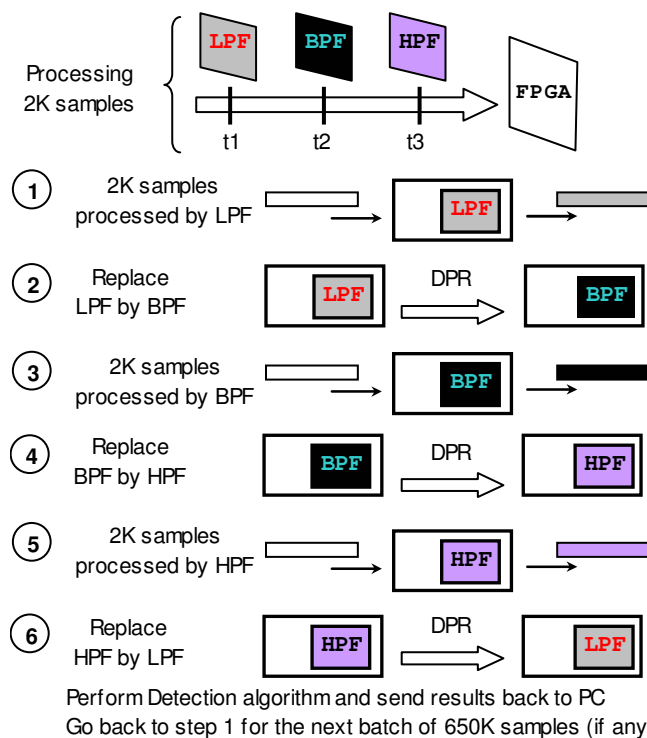 LPF BPF HPF
Processing
2K samples
FPGA
t1 t2 t3
1 2K samples
processed by LPF
LPF
2 Replace
LPF by BPF
LPF DPR BPF
3 2K samples
processed by BPF
BPF
4 Replace
BPF by HPF
BPF DPR HPF
5 2K samples
processed by HPF
HPF
6 Replace
HPF by LPF
HPF DPR LPF
Perform Detection algorithm and send results back to PC
Go back to step 1 for the next batch of 650K samples (if any